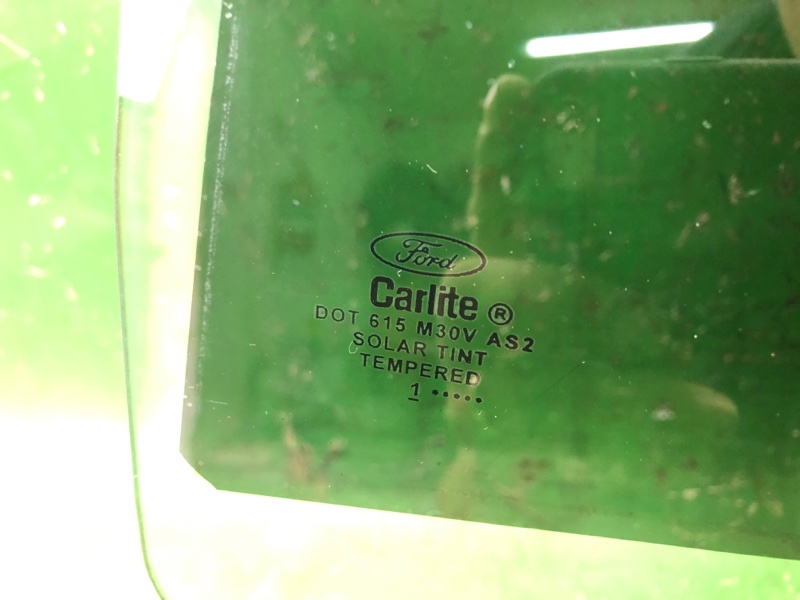 Ford
Carlite ®
DOT 615 M30V AS2
SOLAR TINT
TEMPERED
1 •••••